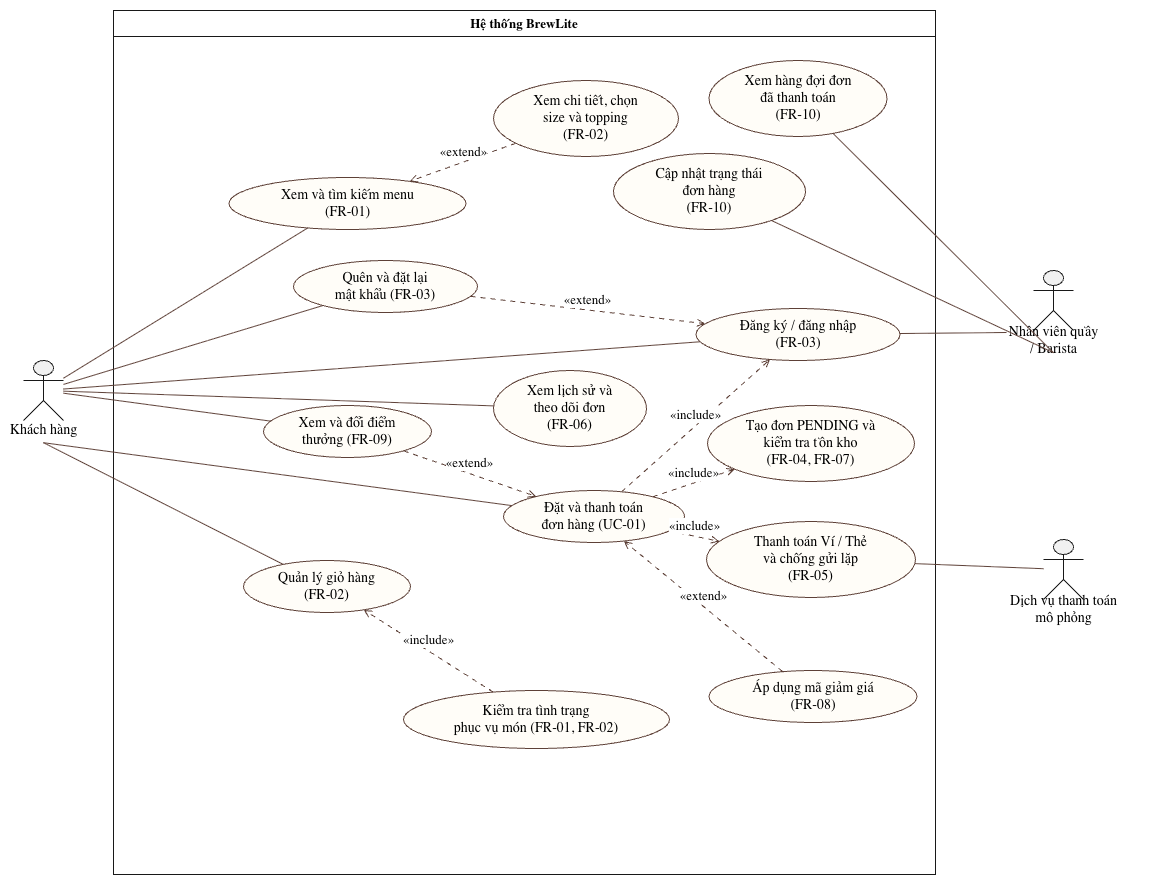 Hệ thống BrewLite
Xem hàng đợi đơn
đã thanh toán
(FR-10)
Xem chi tiết, chọn
size và topping
(FR-02)
«extend»
Cập nhật trạng thái
đơn hàng
(FR-10)
Xem và tìm kiếm menu
(FR-01)
Quên và đặt lại
mật khẩu (FR-03)
«extend»
Đăng ký / đăng nhập
(FR-03)
Nhân viên quầy
/ Barista
Khách hàng
Xem lịch sử và
theo dõi đơn
(FR-06)
Xem và đổi điểm
thưởng (FR-09)
«include»
Tạo đơn PENDING và
kiểm tra tồn kho
(FR-04, FR-07)
«extend»
«include»
Đặt và thanh toán
đơn hàng (UC-01)
«include»
Thanh toán Ví / Thẻ
và chống gửi lặp
(FR-05)
Quản lý giỏ hàng
(FR-02)
«extend»
Dịch vụ thanh toán
mô phỏng
«include»
Áp dụng mã giảm giá
(FR-08)
Kiểm tra tình trạng
phục vụ món (FR-01, FR-02)